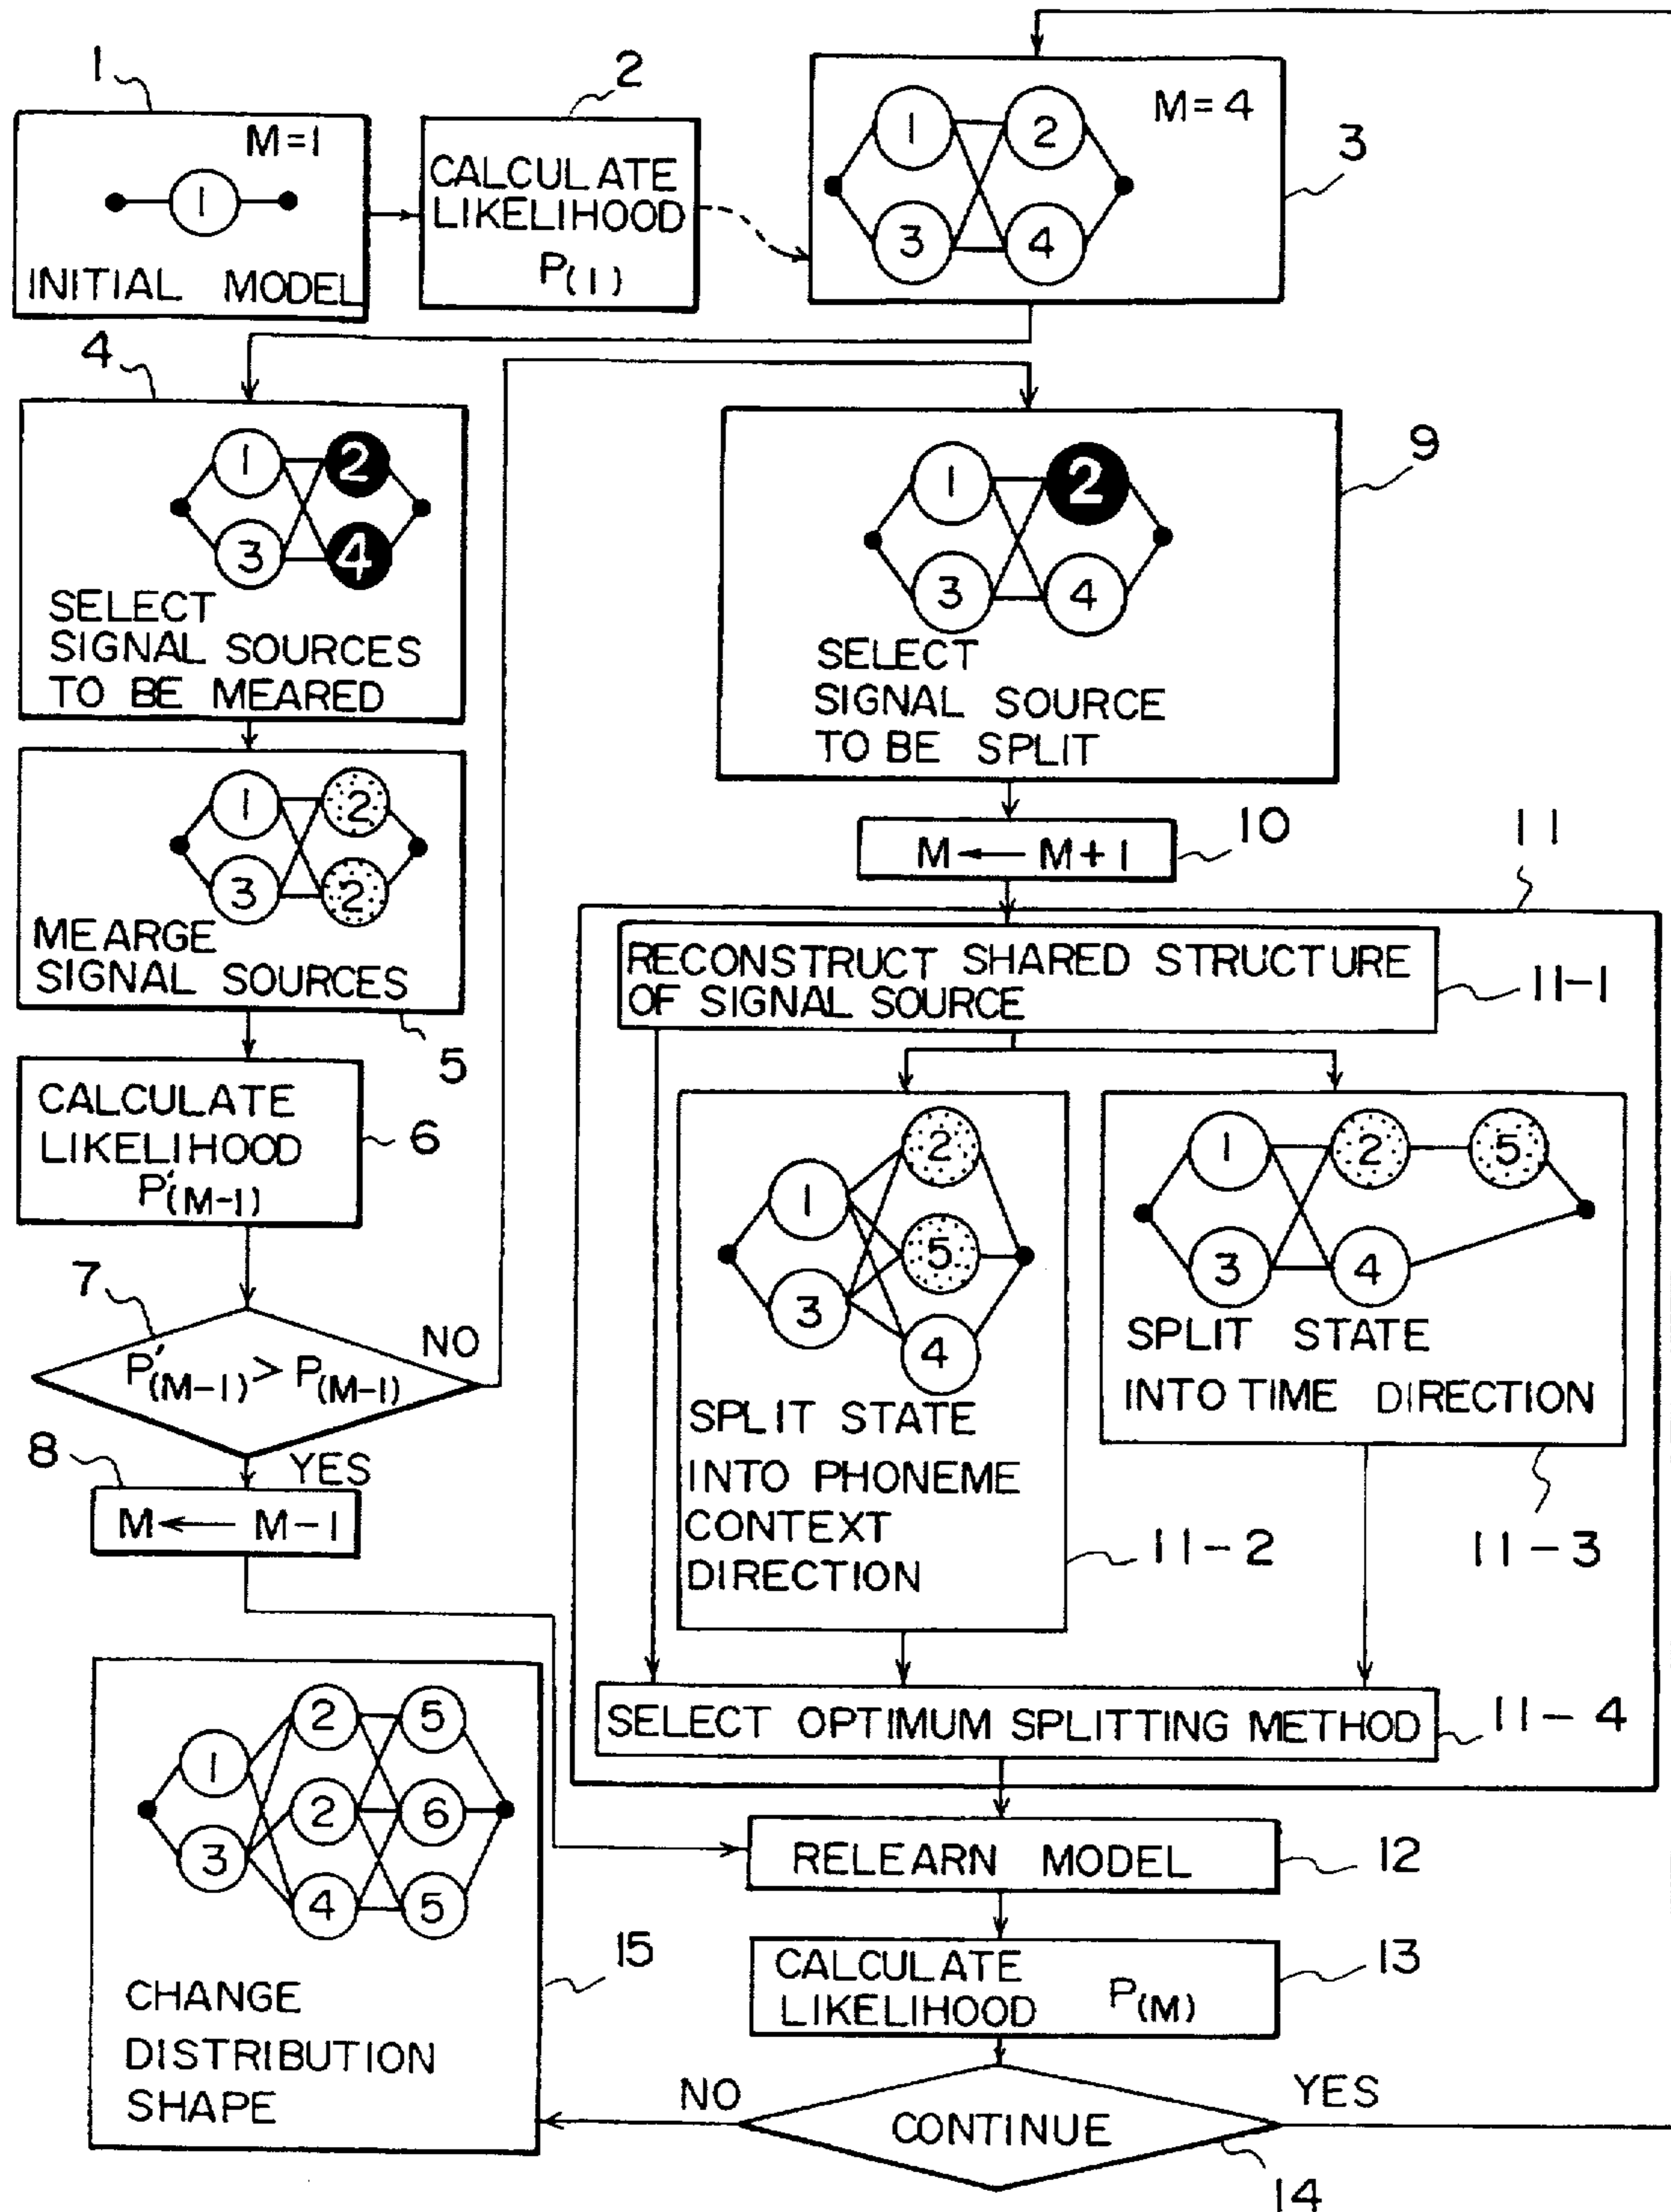 1
M=1
1
INITIAL MODEL
2
CALCULATE
LIKELIHOOD
P(1)
M=4
1
2
3
4
3
4
1
2
3
4
SELECT
SIGNAL SOURCES
TO BE MEARED
1
2
3
2
MEARGE
SIGNAL SOURCES
5
CALCULATE
LIKELIHOOD
P'(M-1)
6
7
P'(M-1) > P(M-1)
NO
YES
8
M ← M-1
1
2
3
4
SELECT
SIGNAL SOURCE
TO BE SPLIT
9
M ← M+1
10
11
RECONSTRUCT SHARED STRUCTURE
OF SIGNAL SOURCE
11-1
1
2
5
3
4
SPLIT STATE
INTO PHONEME
CONTEXT
DIRECTION
11-2
1
2
5
3
4
SPLIT STATE
INTO TIME DIRECTION
11-3
SELECT OPTIMUM SPLITTING METHOD
11-4
RELEARN MODEL
12
CALCULATE
LIKELIHOOD P(M)
13
CONTINUE
NO
YES
14
1
2
5
2
6
3
4
5
CHANGE
DISTRIBUTION
SHAPE
15